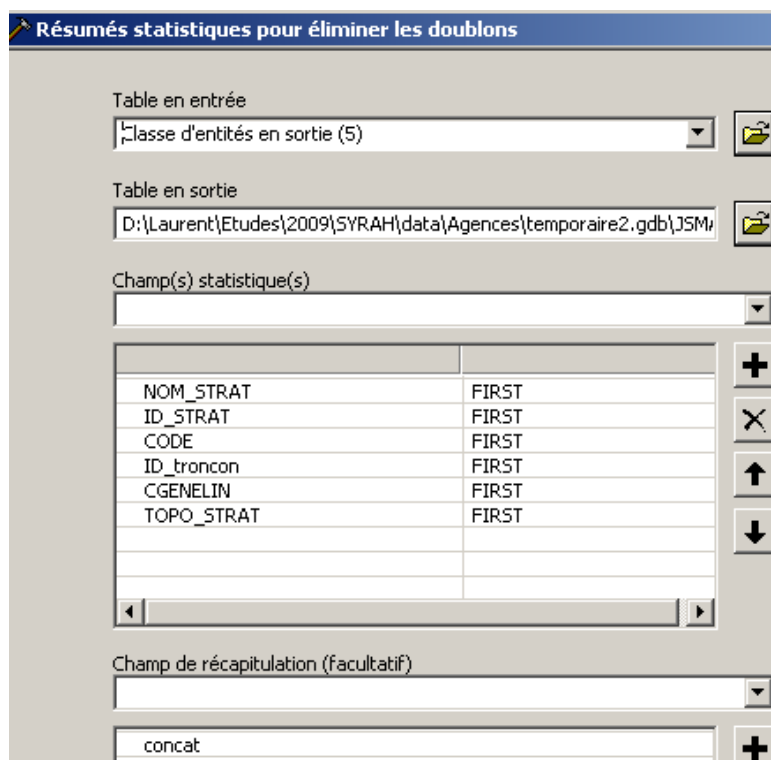 Résumés statistiques pour éliminer les doublons
Table en entrée
Classe d'entités en sortie (5)
Table en sortie
D:\Laurent\Etudes\2009\SYRAH\data\Agences\temporaire2.gdb\JSMA
Champ(s) statistique(s)
NOM_STRAT FIRST
ID_STRAT FIRST
CODE FIRST
ID_troncon FIRST
CGENELIN FIRST
TOPO_STRAT FIRST
Champ de récapitulation (facultatif)
concat